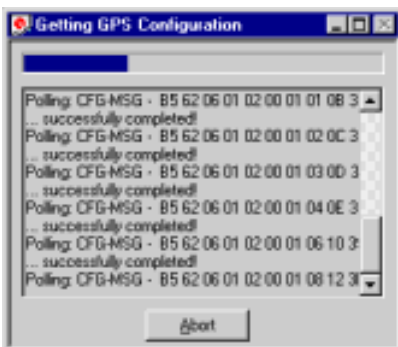 Getting GPS Configuration
Polling: CFG-MSG - B5 62 06 01 02 00 01 01 0B 3
... successfully completed!
Polling: CFG-MSG - B5 62 06 01 02 00 01 02 0C 3
... successfully completed!
Polling: CFG-MSG - B5 62 06 01 02 00 01 03 0D 3
... successfully completed!
Polling: CFG-MSG - B5 62 06 01 02 00 01 04 0E 3
... successfully completed!
Polling: CFG-MSG - B5 62 06 01 02 00 01 06 10 3
... successfully completed!
Polling: CFG-MSG - B5 62 06 01 02 00 01 08 12 3
Abort